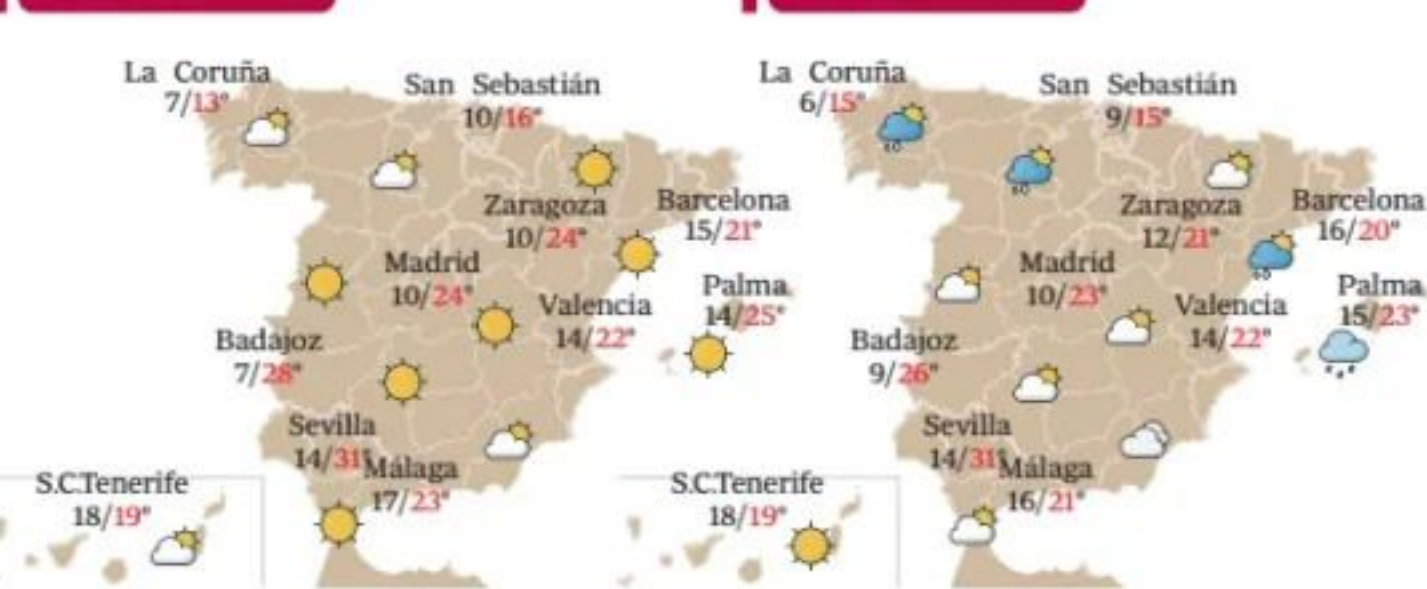 La Coruña
7/13°
San Sebastián
10/16°
Zaragoza
10/24°
Barcelona
15/21°
Madrid
10/24°
Valencia
14/22°
Palma
14/25°
Badajoz
7/28°
Sevilla
14/31°
Málaga
17/23°
S.C.Tenerife
18/19°
La Coruña
6/15°
San Sebastián
9/15°
Zaragoza
12/21°
Barcelona
16/20°
Madrid
10/23°
Valencia
14/22°
Palma
15/23°
Badajoz
9/26°
Sevilla
14/31°
Málaga
16/21°
S.C.Tenerife
18/19°